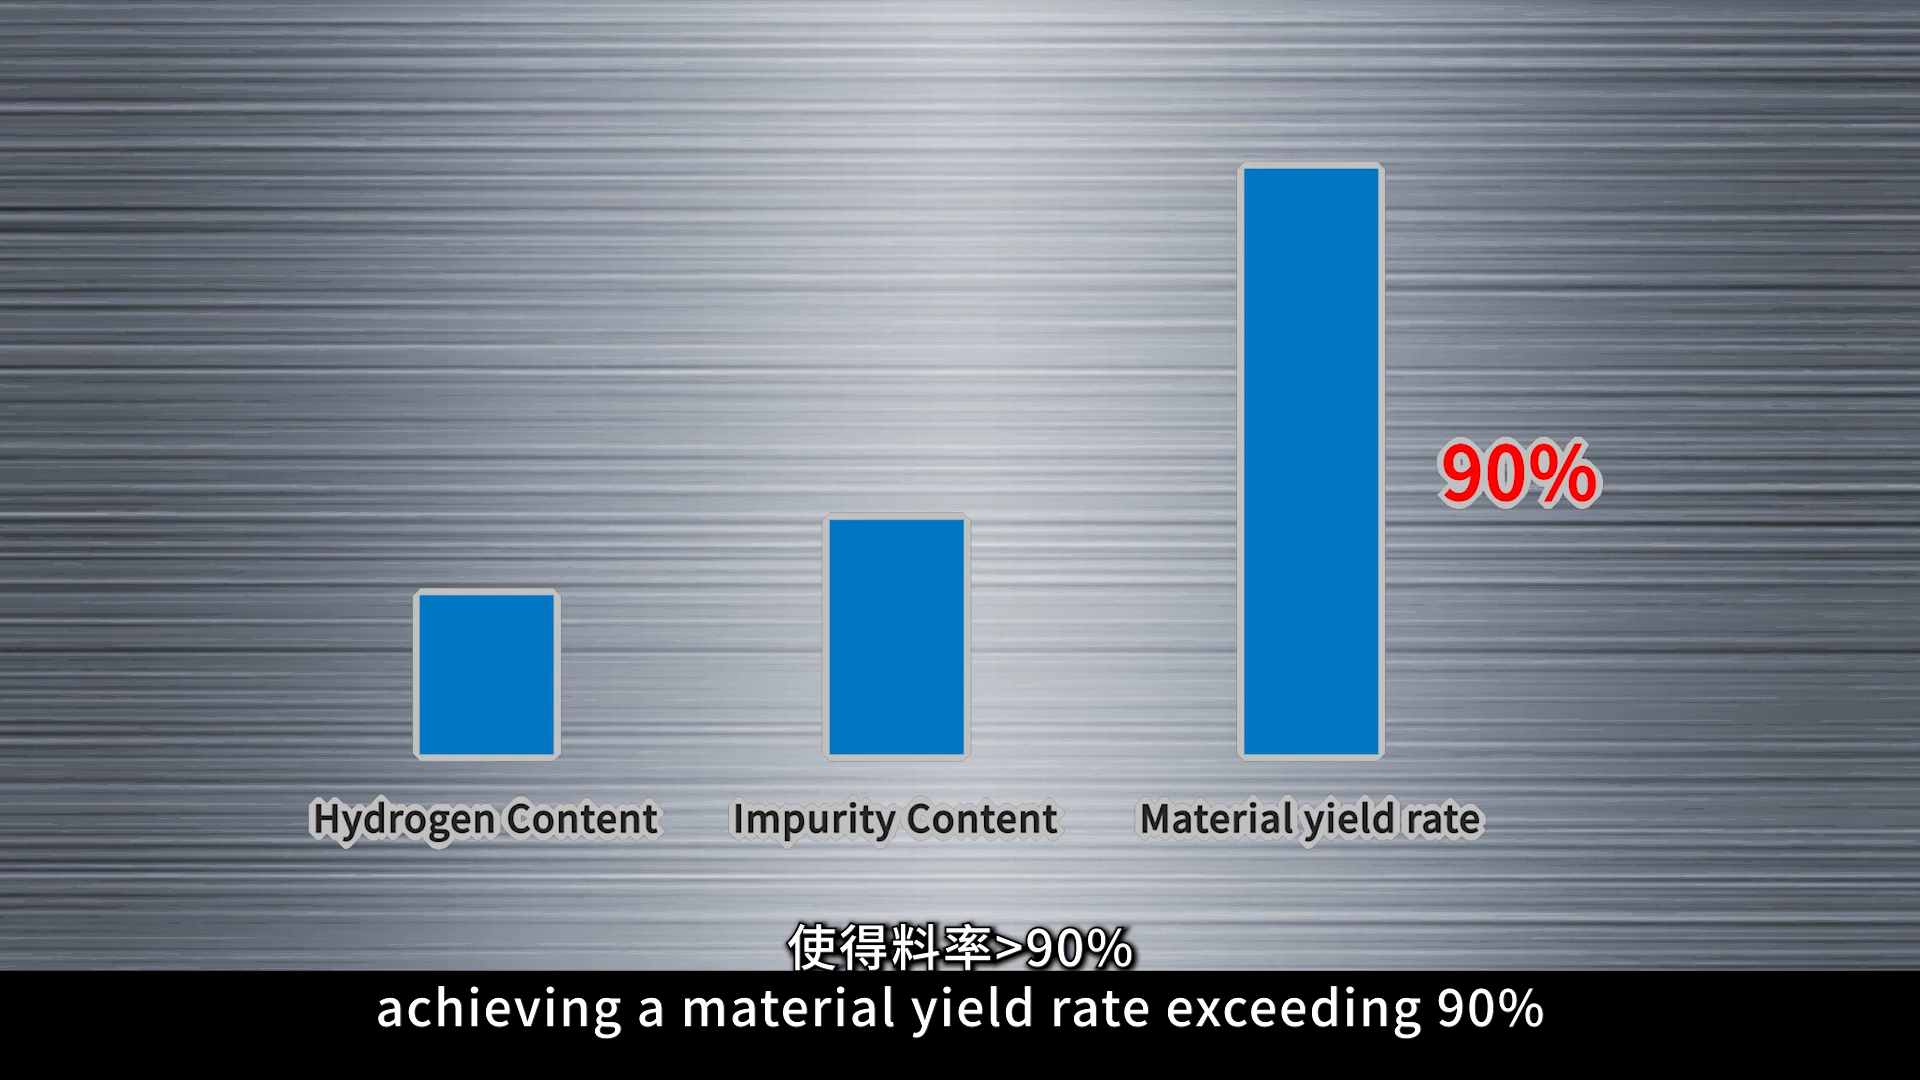 90%
Hydrogen Content
Impurity Content
Material yield rate
使得料率>90%
achieving a material yield rate exceeding 90%